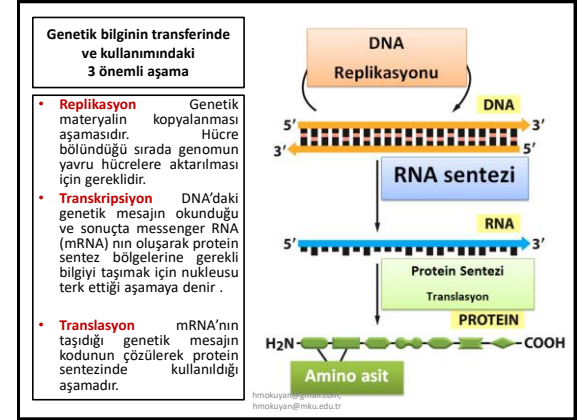 Genetik bilginin transferinde
ve kullanımındaki
3 önemli aşama
• Replikasyon Genetik
materyalin kopyalanması
aşamasıdır. Hücre
bölündüğü sırada genomun
yavru hücrelere aktarılması
için gereklidir.
• Transkripsiyon DNA'daki
genetik mesajın okunduğu
ve sonuçta messenger RNA
(mRNA) nın oluşarak protein
sentez bölgelerine gerekli
bilgiyi taşımak için nukleusu
terk ettiği aşamaya denir .
• Translasyon mRNA'nın
taşıdığı genetik mesajın
kodunun çözülerek protein
sentezinde kullanıldığı
aşamadır.
DNA
Replikasyonu
DNA
5′ 3′
3′ 5′
RNA sentezi
RNA
5′ 3′
Protein Sentezi
Translasyon
PROTEIN
H₂N COOH
Amino asit
hmokuyan@gmail.com,
hmokuyan@mku.edu.tr